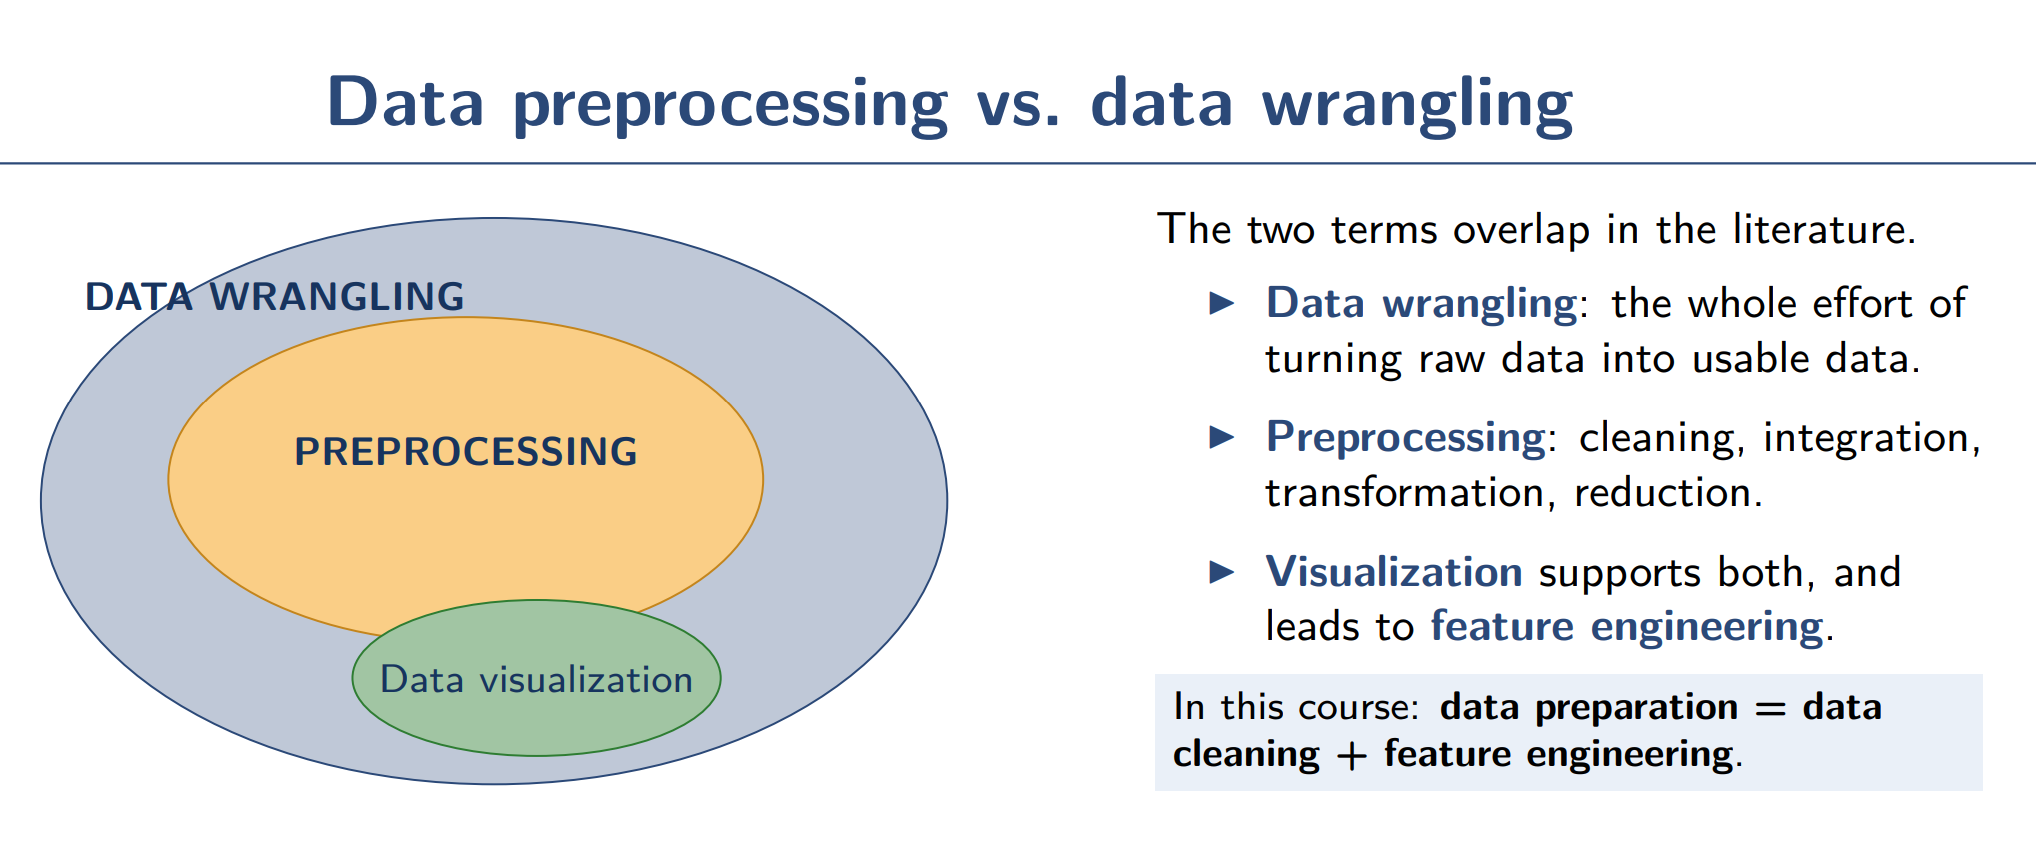 Data preprocessing vs. data wrangling
DATA WRANGLING
PREPROCESSING
Data visualization
The two terms overlap in the literature.
Data wrangling: the whole effort of
turning raw data into usable data.
Preprocessing: cleaning, integration,
transformation, reduction.
Visualization supports both, and
leads to feature engineering.
In this course: data preparation = data
cleaning + feature engineering.